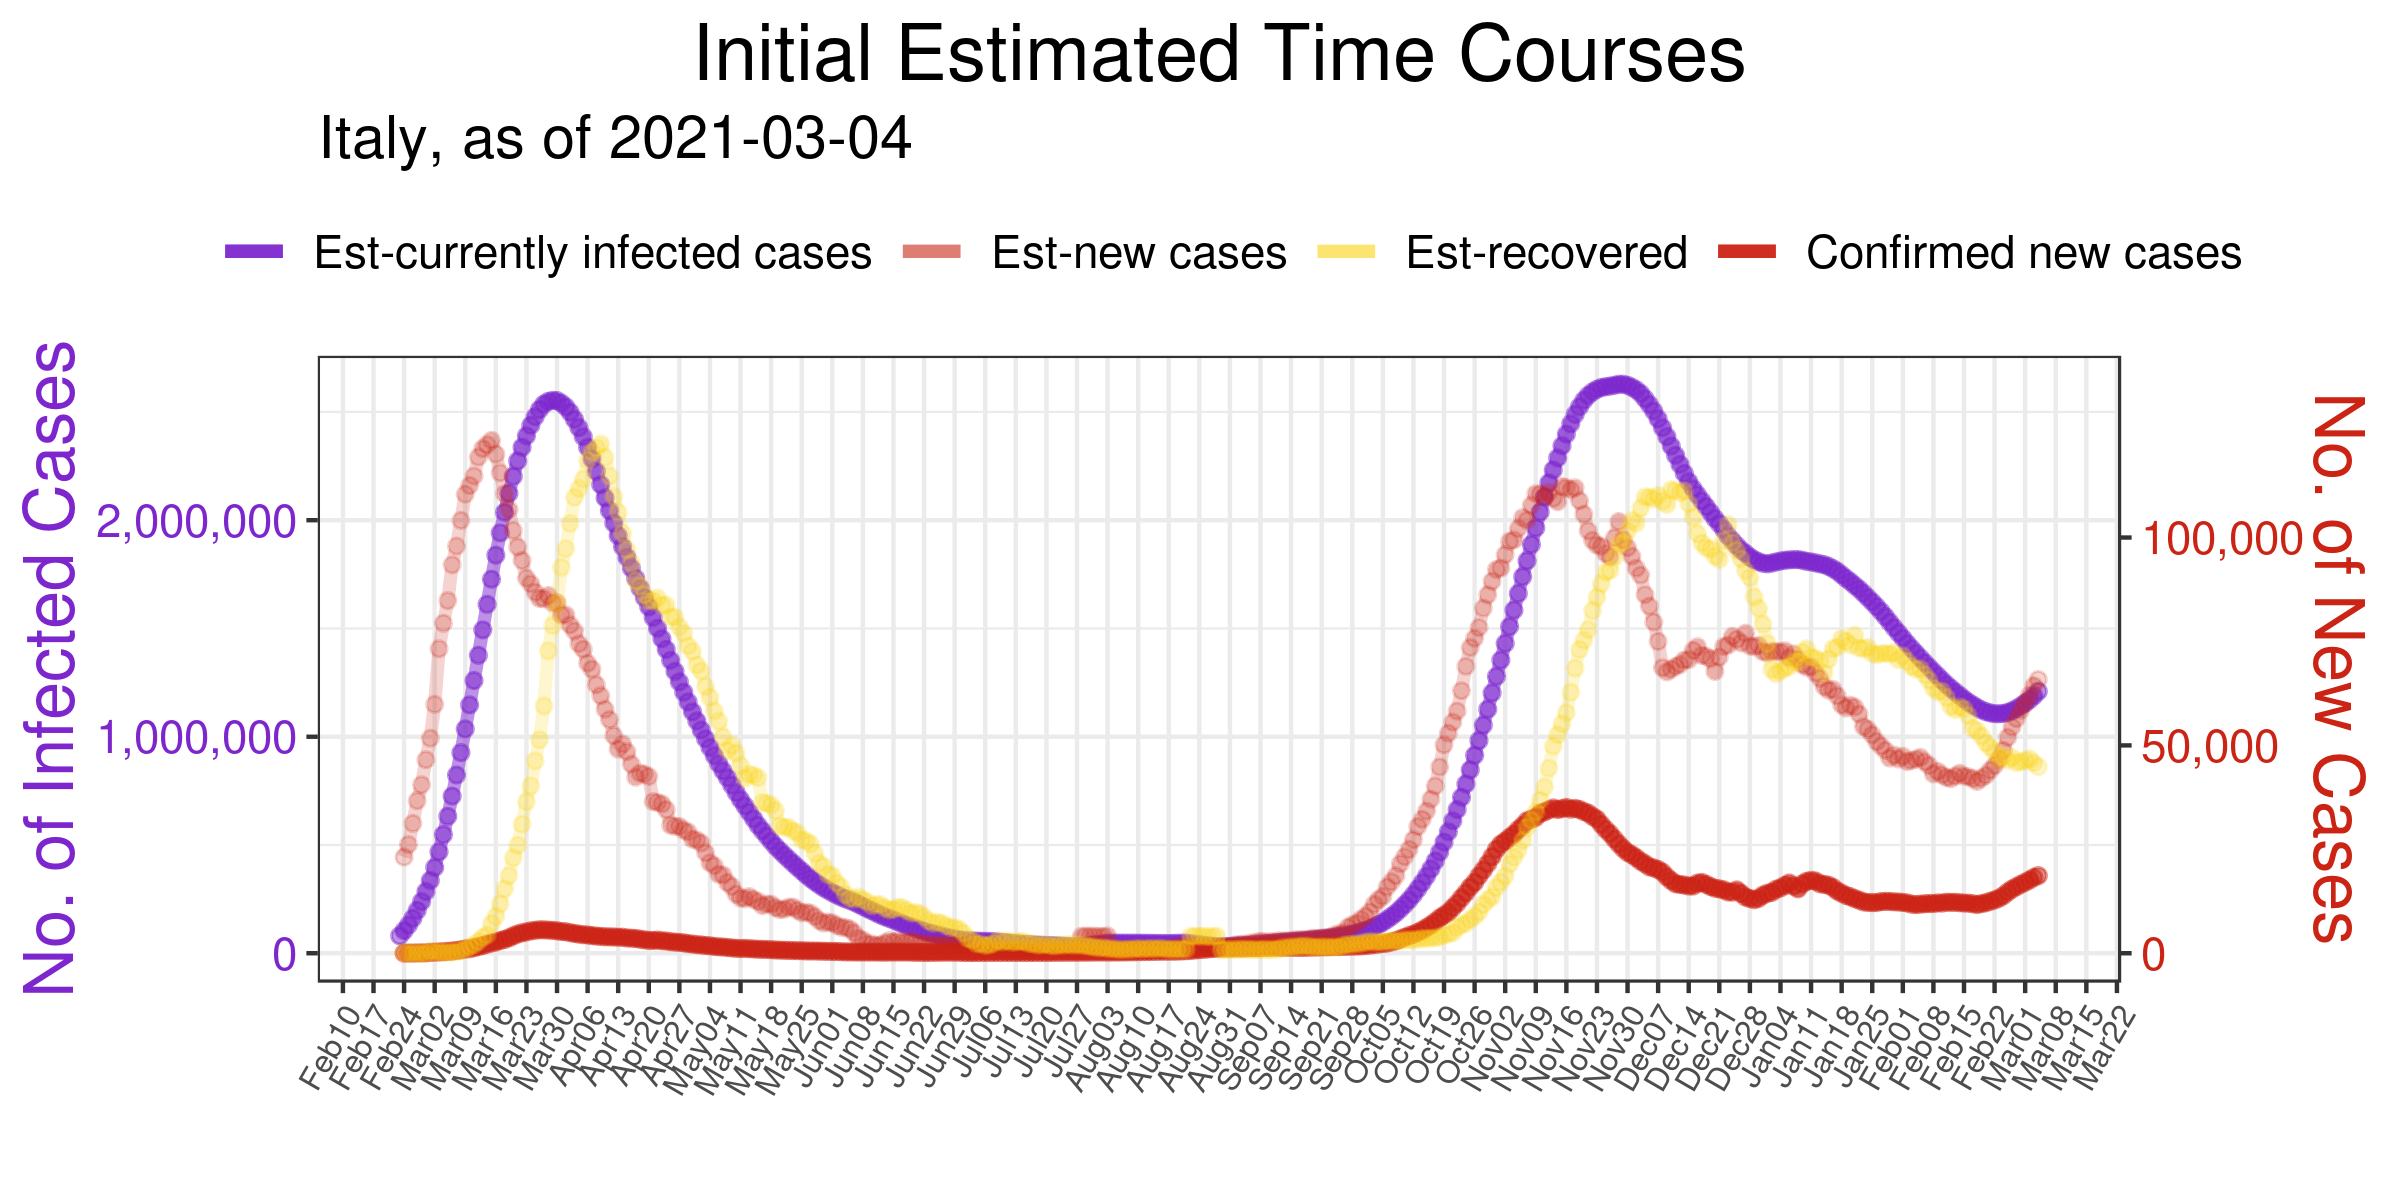 Initial Estimated Time Courses
Italy, as of 2021-03-04
Est-currently infected cases Est-new cases Est-recovered Confirmed new cases
No. of Infected Cases
2,000,000
1,000,000
0
100,000
50,000
0
No. of New Cases
Feb10 Feb17 Feb24 Mar02 Mar09 Mar16 Mar23 Mar30 Apr06 Apr13 Apr20 Apr27 May04 May11 May18 May25 Jun01 Jun08 Jun15 Jun22 Jun29 Jul06 Jul13 Jul20 Jul27 Aug03 Aug10 Aug17 Aug24 Aug31 Sep07 Sep14 Sep21 Sep28 Oct05 Oct12 Oct19 Oct26 Nov02 Nov09 Nov16 Nov23 Nov30 Dec07 Dec14 Dec21 Dec28 Jan04 Jan11 Jan18 Jan25 Feb01 Feb08 Feb15 Feb22 Mar01 Mar08 Mar15 Mar22